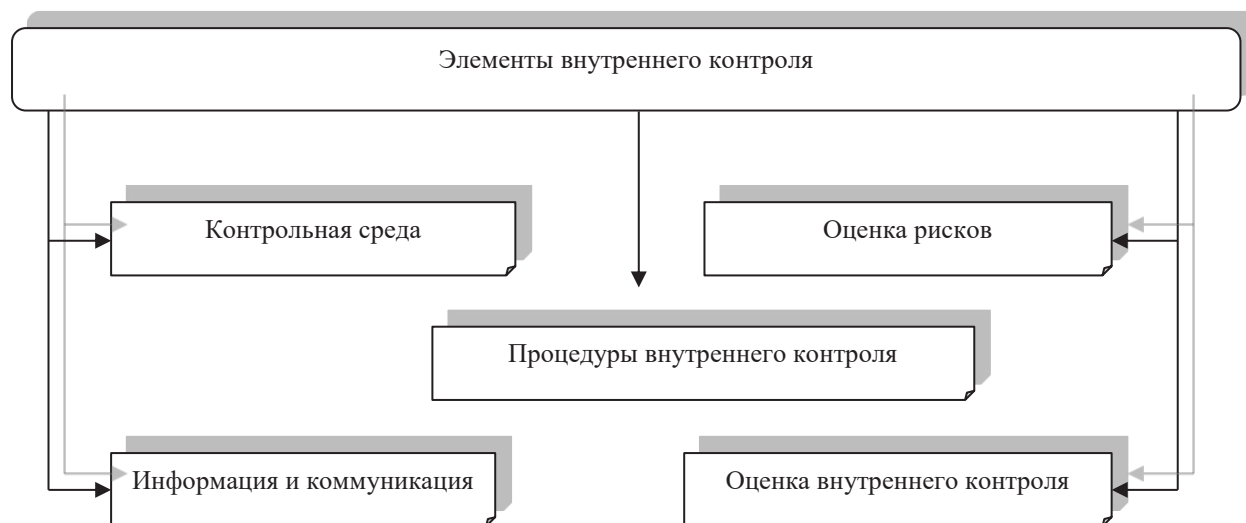 Элементы внутреннего контроля
Контрольная среда
Оценка рисков
Процедуры внутреннего контроля
Информация и коммуникация
Оценка внутреннего контроля